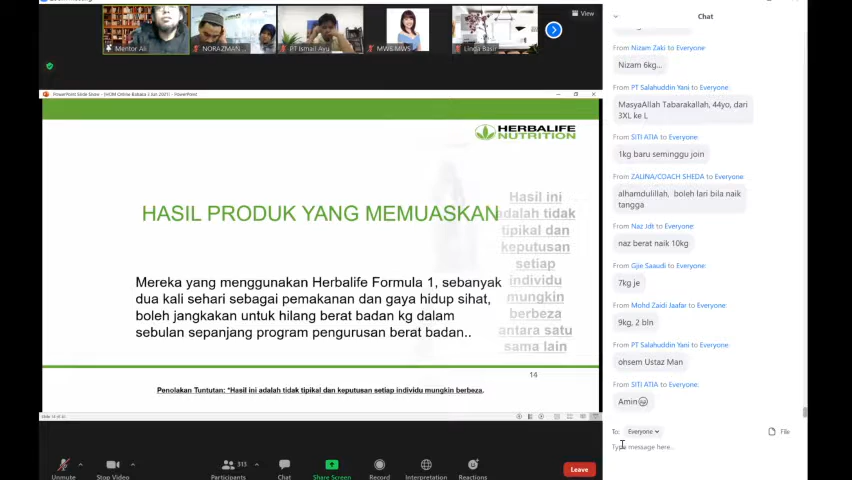 View
Chat
Mentor Ali
NORAZMAN
PT Ismail Ayu
MWS MWS
Linda Basir
From Nizam Zaki to Everyone:
Nizam 6kg...
From PT Salahuddin Yani to Everyone:
MasyaAllah Tabarakallah, 44yo, dari
3XL ke L
From SITI ATIA to Everyone:
1kg baru seminggu join
From ZALINA/COACH SHEDA to Everyone:
alhamdulillah, boleh lari bila naik
tangga
From Naz Jdt to Everyone:
naz berat naik 10kg
From Gjie Saaudi to Everyone:
7kg je
From Mohd Zaidi Jaafar to Everyone:
9kg, 2 bln
From PT Salahuddin Yani to Everyone:
ohsem Ustaz Man
From SITI ATIA to Everyone:
Amin
To: Everyone
File
Type message here...
HERBALIFE
NUTRITION
HASIL PRODUK YANG MEMUASKAN
Hasil ini
adalah tidak
tipikal dan
keputusan
setiap
individu
mungkin
berbeza
antara satu
sama lain
Mereka yang menggunakan Herbalife Formula 1, sebanyak
dua kali sehari sebagai pemakanan dan gaya hidup sihat,
boleh jangkakan untuk hilang berat badan kg dalam
sebulan sepanjang program pengurusan berat badan..
14
Penolakan Tuntutan: *Hasil ini adalah tidak tipikal dan keputusan setiap individu mungkin berbeza.
313
Unmute
Stop Video
Participants
Chat
Share Screen
Record
Interpretation
Reactions
Leave